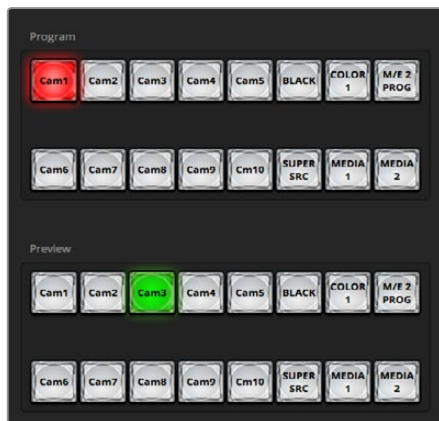 Program
Cam1 Cam2 Cam3 Cam4 Cam5 BLACK COLOR 1 M/E 2 PROG
Cam6 Cam7 Cam8 Cam9 Cm10 SUPER SRC MEDIA 1 MEDIA 2
Preview
Cam1 Cam2 Cam3 Cam4 Cam5 BLACK COLOR 1 M/E 2 PROG
Cam6 Cam7 Cam8 Cam9 Cm10 SUPER SRC MEDIA 1 MEDIA 2